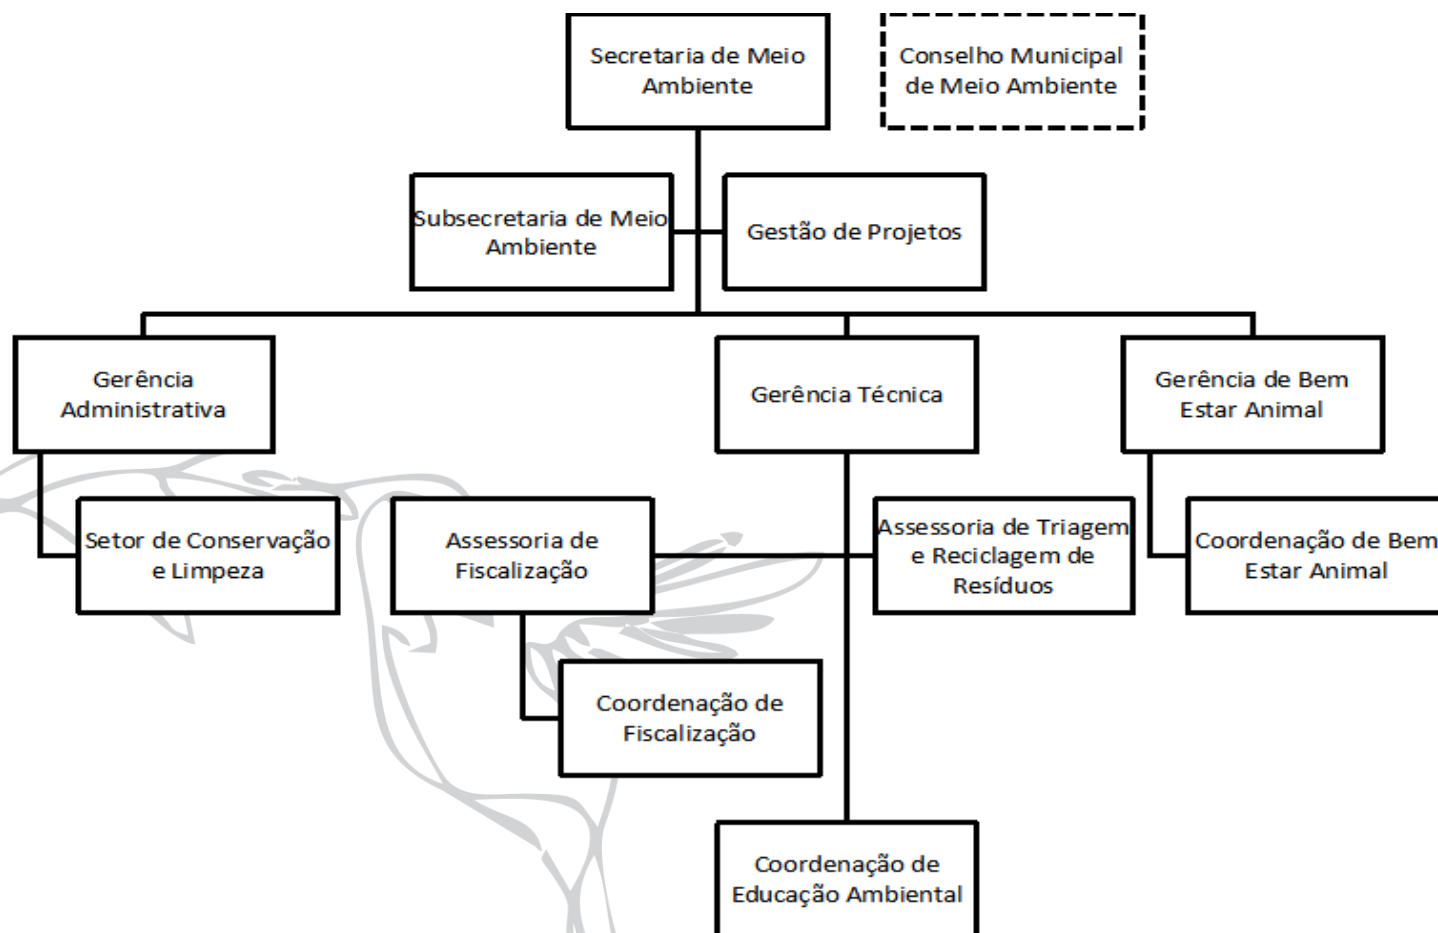 Secretaria de Meio
Ambiente
Conselho Municipal
de Meio Ambiente
Subsecretaria de Meio
Ambiente
Gestão de Projetos
Gerência
Administrativa
Gerência Técnica
Gerência de Bem
Estar Animal
Setor de Conservação
e Limpeza
Assessoria de
Fiscalização
Assessoria de Triagem
e Reciclagem de
Resíduos
Coordenação de Bem
Estar Animal
Coordenação de
Fiscalização
Coordenação de
Educação Ambiental